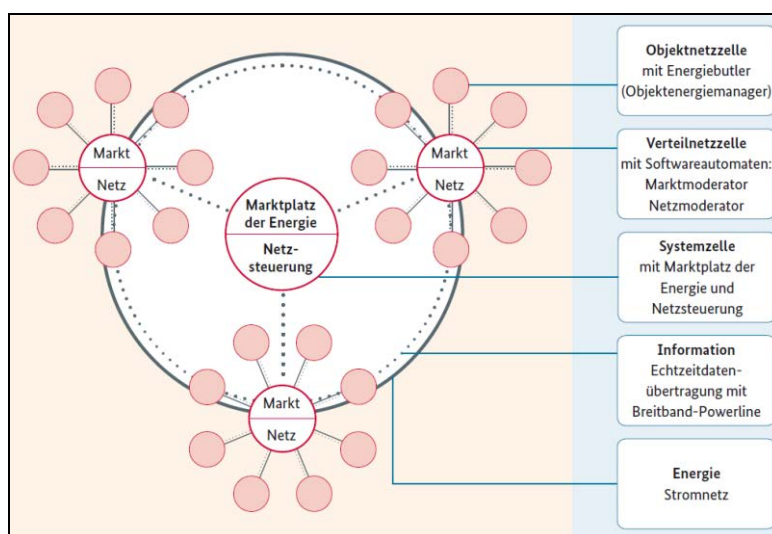 Markt
Netz
Markt
Netz
Marktplatz
der Energie
Netz-
steuerung
Markt
Netz
Objektnetzzelle
mit Energiebutler
(Objektenergiemanager)
Verteilnetzzelle
mit Softwareautomaten:
Marktmoderator
Netzmoderator
Systemzelle
mit Marktplatz der
Energie und
Netzsteuerung
Information
Echtzeitdaten-
übertragung mit
Breitband-Powerline
Energie
Stromnetz